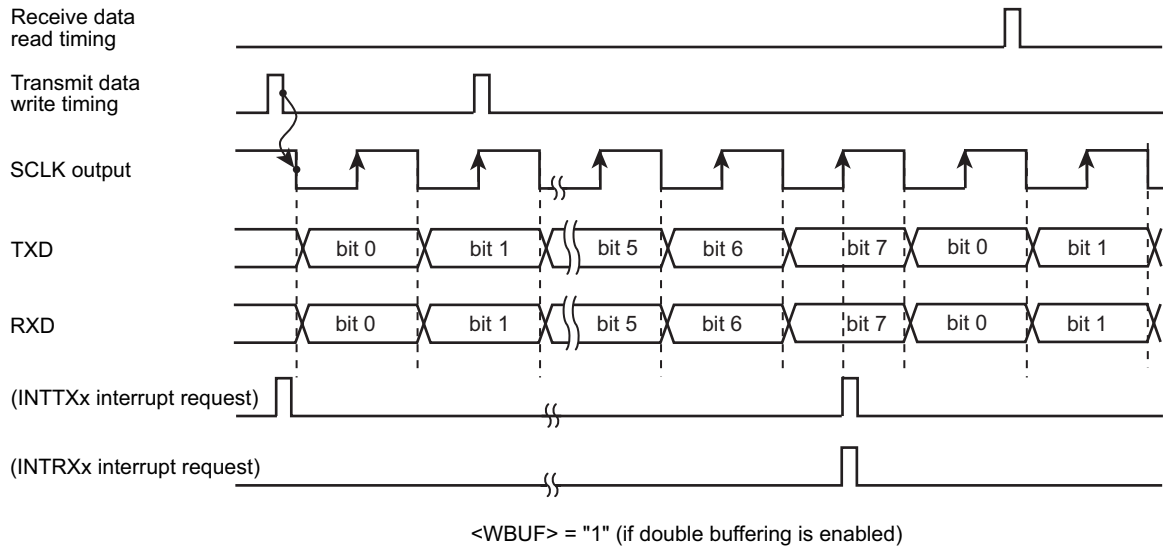 Receive data
read timing
Transmit data
write timing
SCLK output
TXD
bit 0
bit 1
bit 5
bit 6
bit 7
bit 0
bit 1
RXD
bit 0
bit 1
bit 5
bit 6
bit 7
bit 0
bit 1
(INTTXx interrupt request)
(INTRXx interrupt request)
<WBUF> = "1" (if double buffering is enabled)